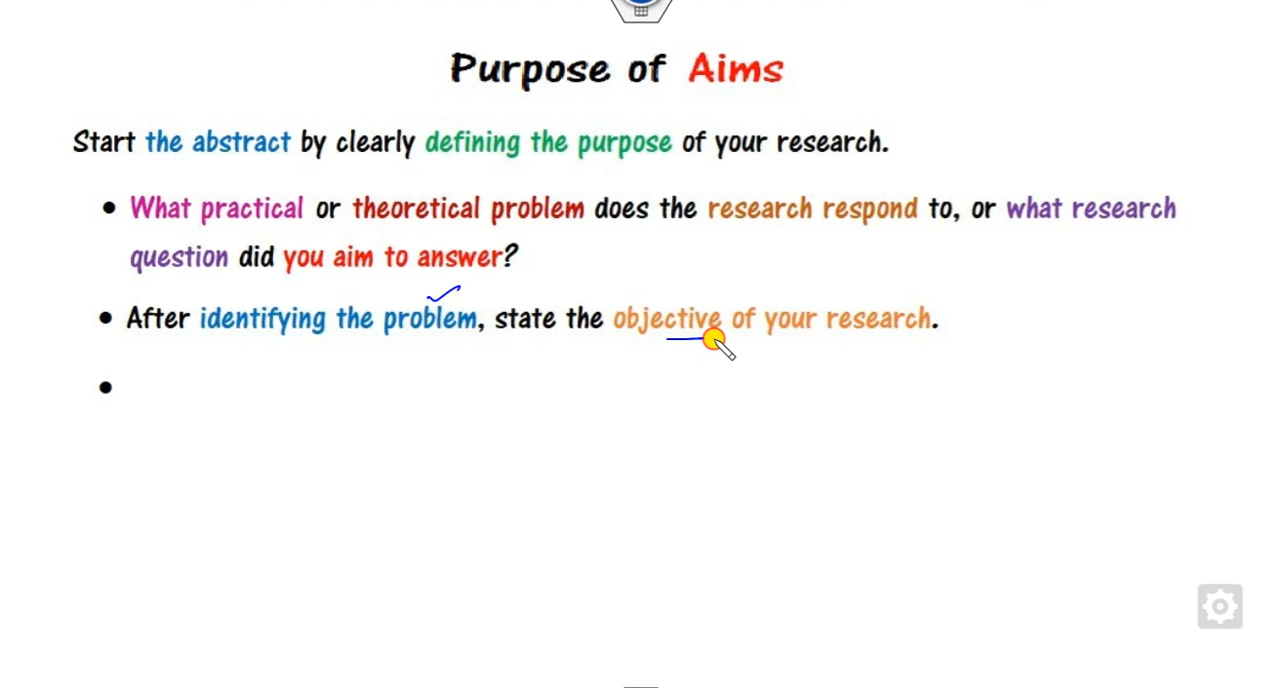 Purpose of Aims
Start the abstract by clearly defining the purpose of your research.
• What practical or theoretical problem does the research respond to, or what research
question did you aim to answer?
• After identifying the problem, state the objective of your research.
•